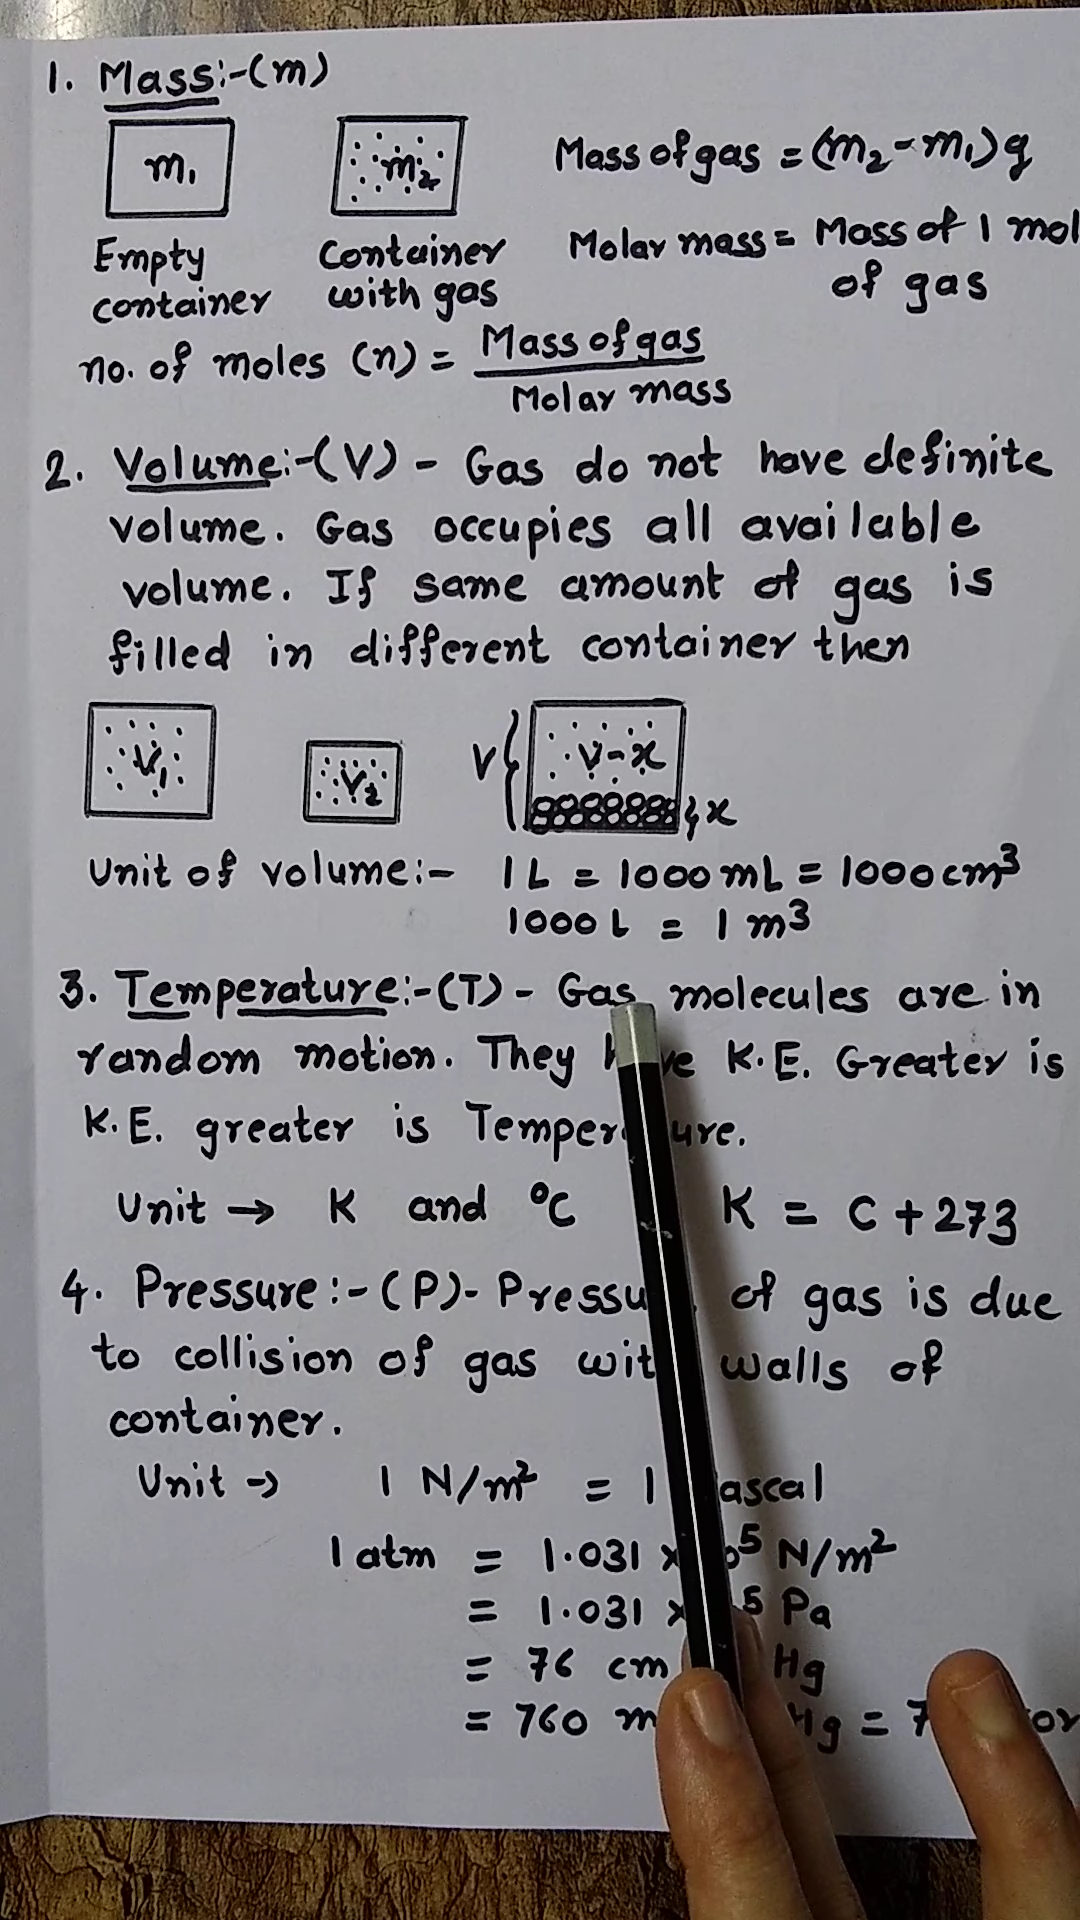 1. Mass:-(m)
m₁
m₂
Mass of gas = (m₂-m₁)g
Empty container
Container with gas
Molar mass = Mass of 1 mol
of gas
no. of moles (n) = Mass of gas
Molar mass
2. Volume:-(V) - Gas do not have definite
volume. Gas occupies all available
volume. If same amount of gas is
filled in different container then
V₁
V₂
V
V-x
x
Unit of volume:- 1L = 1000mL = 1000cm³
1000 L = 1 m³
3. Temperature:-(T) - Gas molecules are in
random motion. They K.E. Greater is
K.E. greater is
Unit → K and °C K = C + 273
4. Pressure:-(P)- of gas is due
to collision of gas walls of
container.
Unit → 1 N/m² = 1
1 atm = 1.031 × N/m²
= 1.031 × Pa
= 76 cm Hg
= 760 Hg =